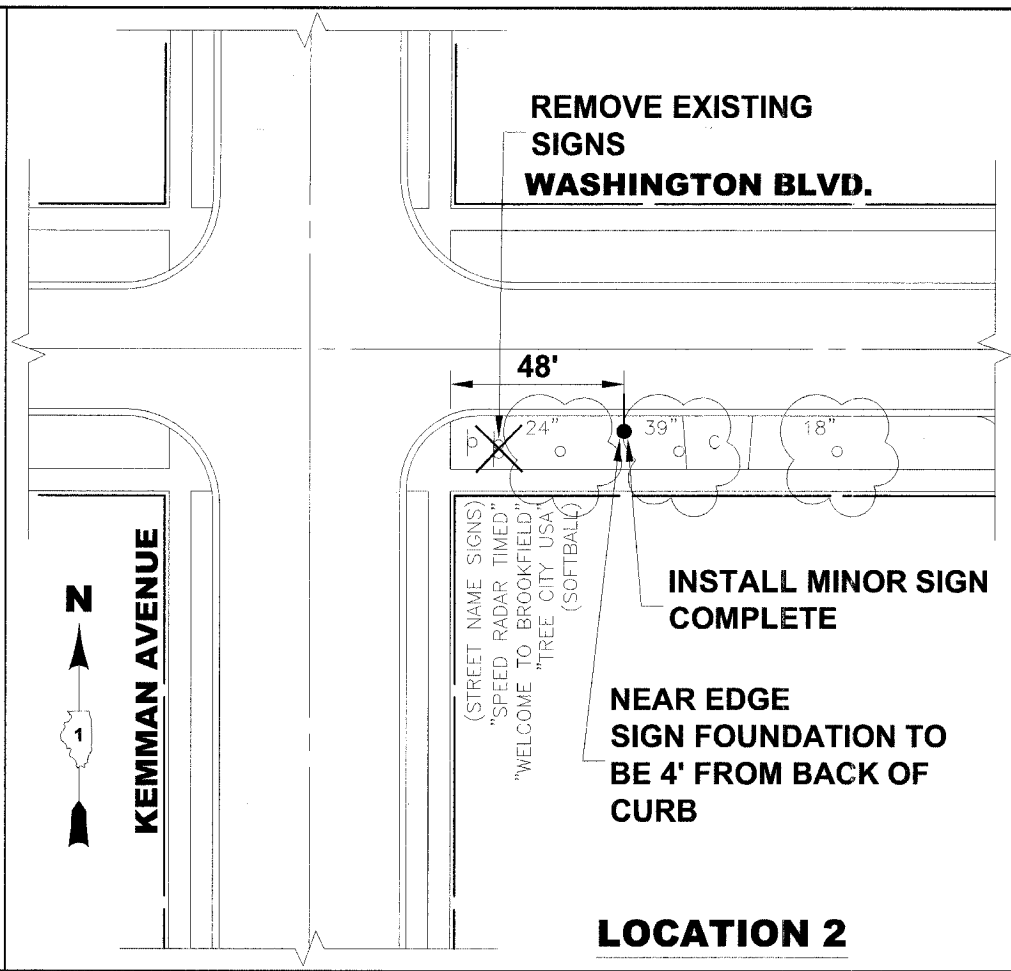 REMOVE EXISTING
SIGNS
WASHINGTON BLVD.
48'
24"
39"
C
18"
P
(STREET NAME SIGNS)
"SPEED RADAR TIMED"
"WELCOME TO BROOKFIELD"
"TREE CITY USA"
(SOFTBALL)
INSTALL MINOR SIGN
COMPLETE
NEAR EDGE
SIGN FOUNDATION TO
BE 4' FROM BACK OF
CURB
N
1
KEMMAN AVENUE
LOCATION 2